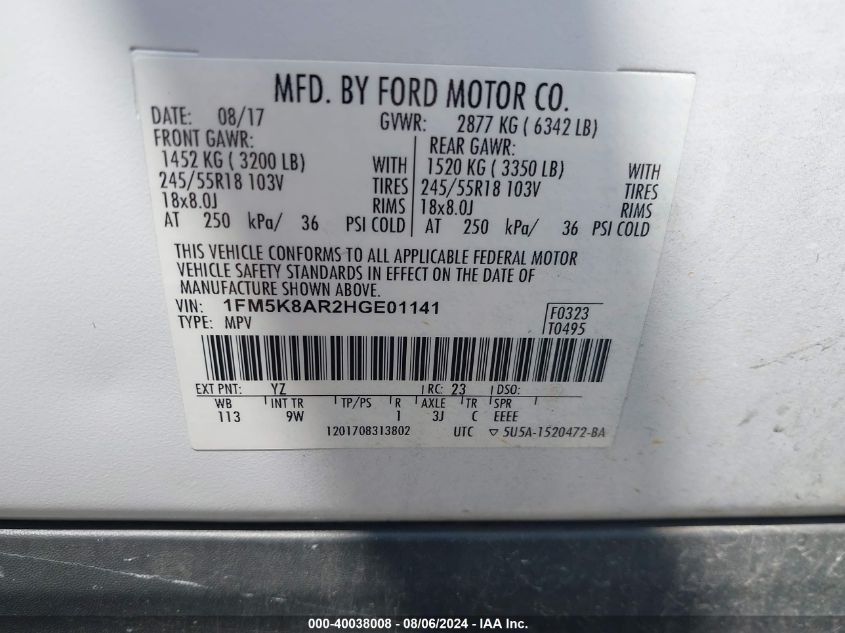 MFD. BY FORD MOTOR CO.
DATE: 08/17 GVWR: 2877 KG ( 6342 LB)
FRONT GAWR: REAR GAWR:
1452 KG ( 3200 LB) WITH 1520 KG ( 3350 LB) WITH
245/55R18 103V TIRES 245/55R18 103V TIRES
18x8.0J RIMS 18x8.0J RIMS
AT 250 kPa/ 36 PSI COLD AT 250 kPa/ 36 PSI COLD
THIS VEHICLE CONFORMS TO ALL APPLICABLE FEDERAL MOTOR
VEHICLE SAFETY STANDARDS IN EFFECT ON THE DATE OF
MANUFACTURE SHOWN ABOVE.
VIN: 1FM5K8AR2HGE01141 F0323
TYPE: MPV T0495
EXT PNT: YZ RC: 23 DSO:
WB INT TR TP/PS R AXLE TR SPR
113 9W 1 3J C EEEE
1201708313802 UTC ▽ 5U5A-1520472-BA
000-40038008 - 08/06/2024 - IAA Inc.